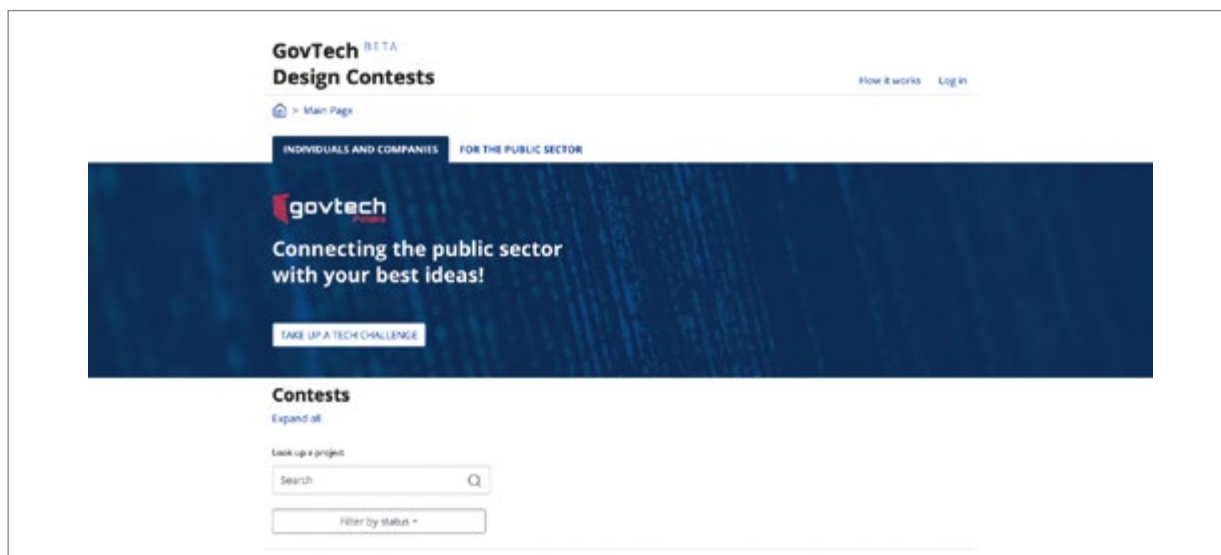 GovTech BETA
Design Contests
How it works Log in
> Main Page
INDIVIDUALS AND COMPANIES FOR THE PUBLIC SECTOR
govtech
Polska
Connecting the public sector
with your best ideas!
TAKE UP A TECH CHALLENGE
Contests
Expand all
Look up a project
Search
Filter by status